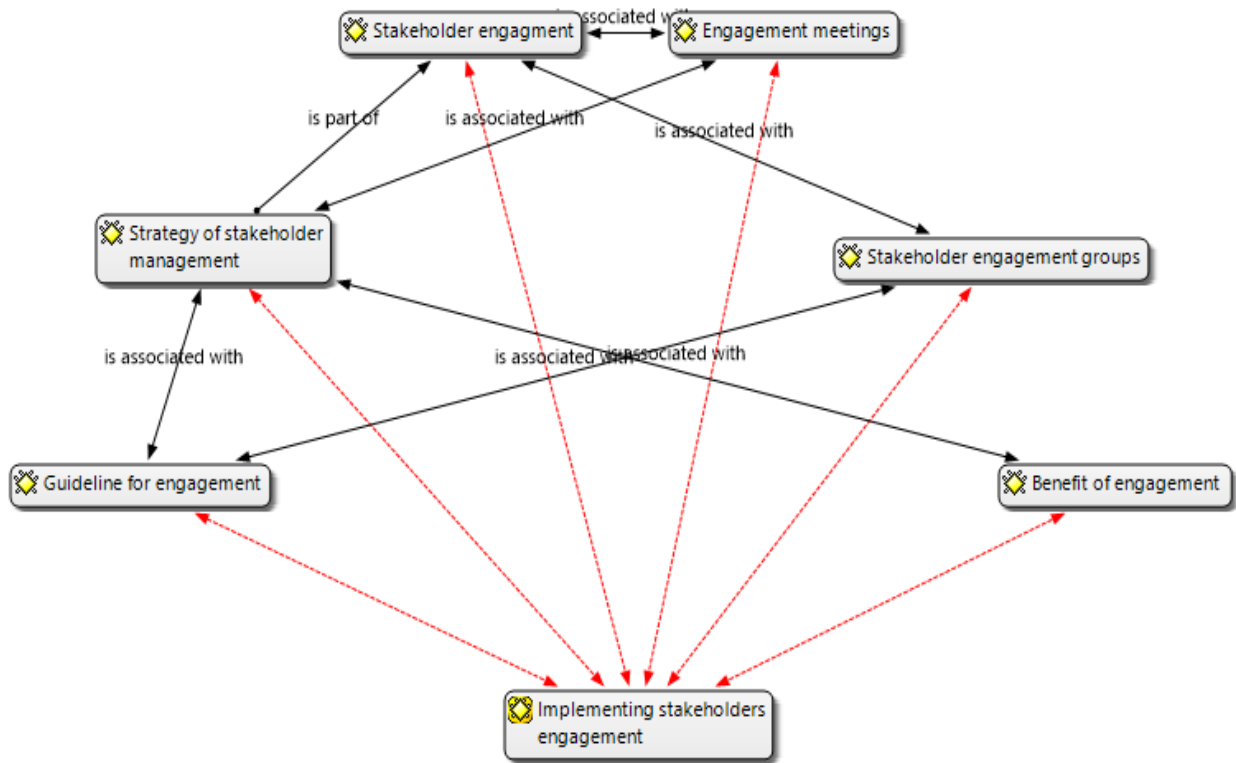 is associated with
Stakeholder engagment
Engagement meetings
is part of
is associated with
is associated with
Strategy of stakeholder
management
Stakeholder engagement groups
is associated with
is associated with
is associated with
Guideline for engagement
Benefit of engagement
Implementing stakeholders
engagement